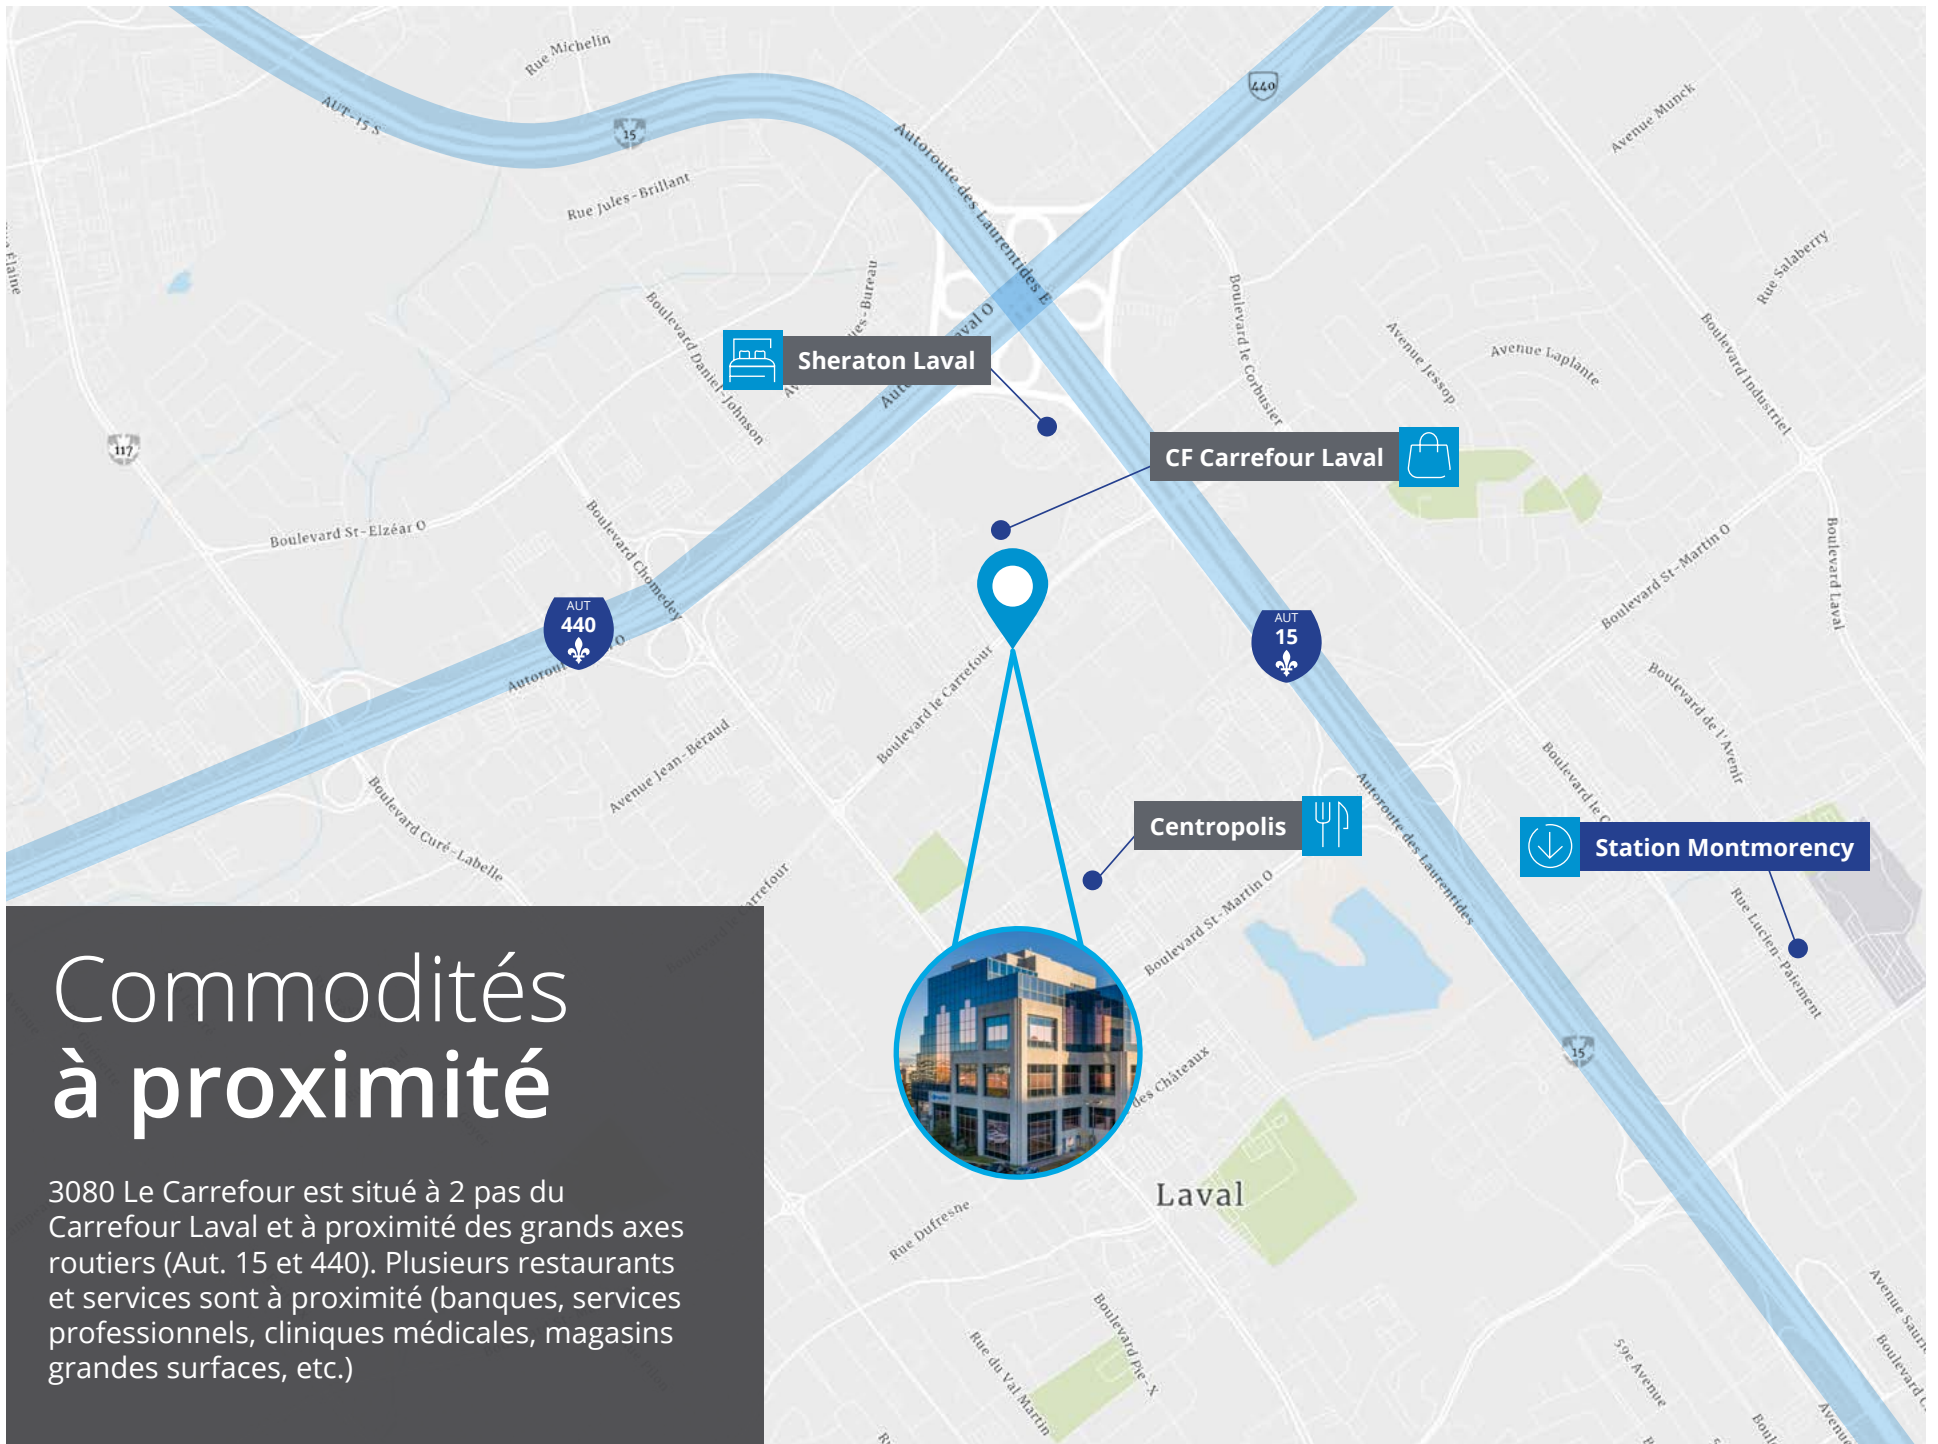 Rue Michelin
AUT-15 S
15
440
Autoroute des Laurentides E
Avenue Munck
Rue Jules-Brillant
Rue Salaberry
Boulevard Daniel-Johnson
Boulevard le Corbusier
Avenue Jessop
Avenue Laplante
Boulevard Industriel
Sheraton Laval
CF Carrefour Laval
117
Boulevard St-Elzéar O
Boulevard Chomedey
Boulevard St-Martin O
Boulevard Laval
AUT
440
AUT
15
Boulevard le Carrefour
Boulevard de l'Avenir
Avenue Jean-Béraud
Boulevard Curé-Labelle
Centropolis
Autoroute des Laurentides
Station Montmorency
Boulevard St-Martin O
Rue Lucien-Paiement
15
des Châteaux
Laval
Rue Dufresne
Boulevard Pie-X
Rue du Val Martin
59e Avenue
Commodités
à proximité
3080 Le Carrefour est situé à 2 pas du
Carrefour Laval et à proximité des grands axes
routiers (Aut. 15 et 440). Plusieurs restaurants
et services sont à proximité (banques, services
professionnels, cliniques médicales, magasins
grandes surfaces, etc.)